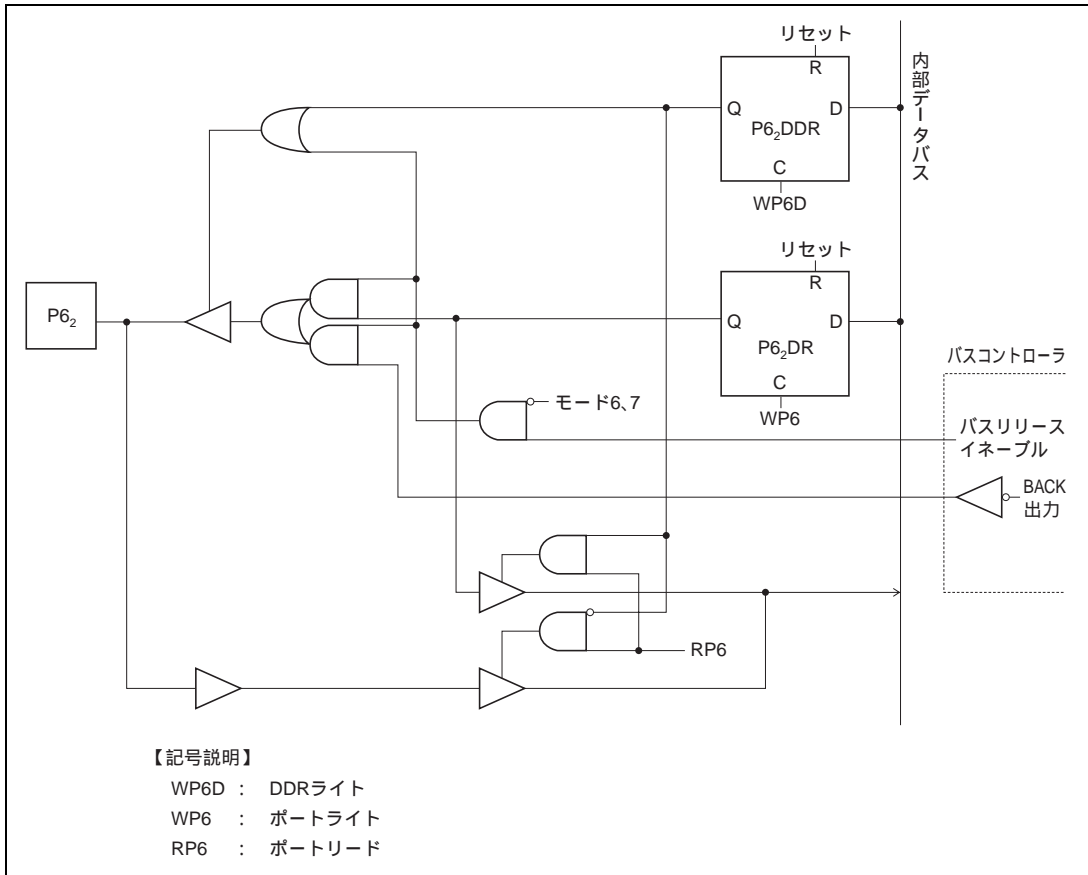 リセット
R
Q
D
P6₂DDR
C
WP6D
内部データバス
リセット
R
P6₂
Q
D
P6₂DR
C
WP6
バスコントローラ
モード6、7
バスリリース
イネーブル
BACK
出力
RP6
【記号説明】
WP6D : DDRライト
WP6 : ポートライト
RP6 : ポートリード